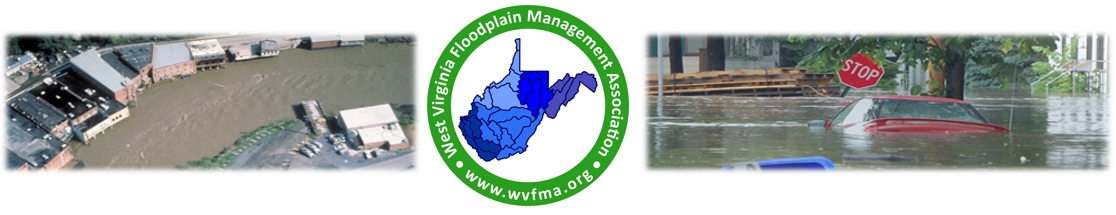 West Virginia Floodplain Management Association
• www.wvfma.org •
STOP